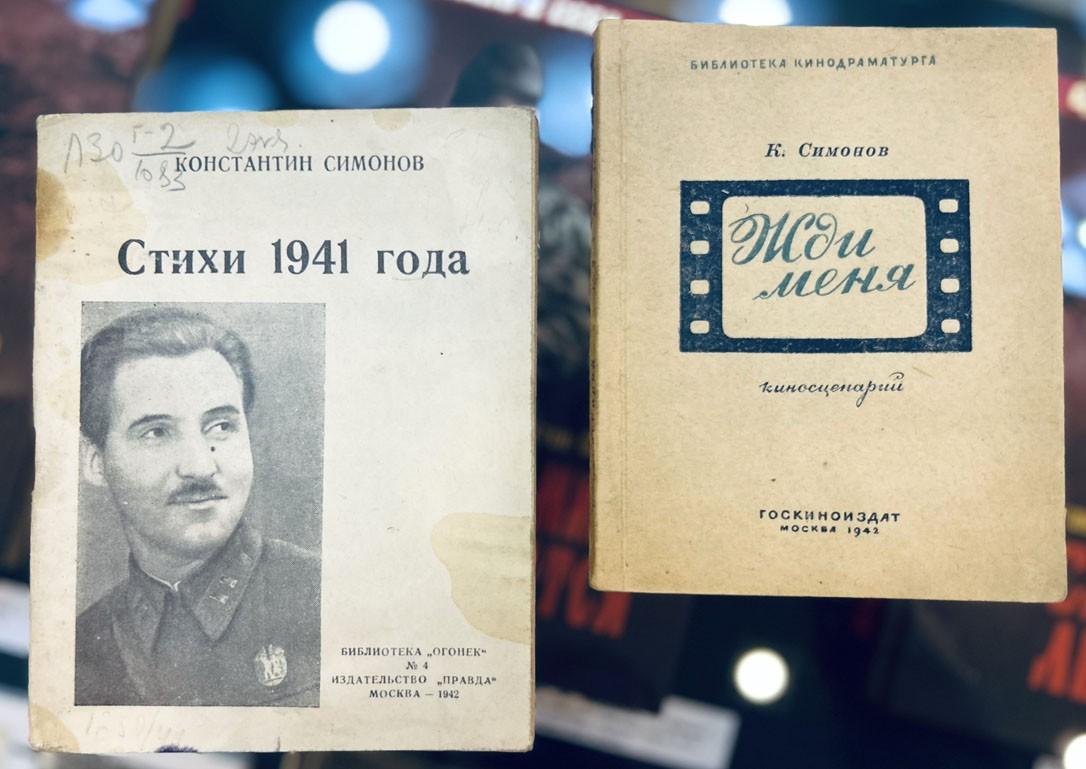 КОНСТАНТИН СИМОНОВ
Стихи 1941 года
БИБЛИОТЕКА „ОГОНЕК“
№ 4
ИЗДАТЕЛЬСТВО „ПРАВДА“
МОСКВА — 1942
БИБЛИОТЕКА КИНОДРАМАТУРГА
К. Симонов
Жди
меня
киносценарий
ГОСКИНОИЗДАТ
МОСКВА 1942